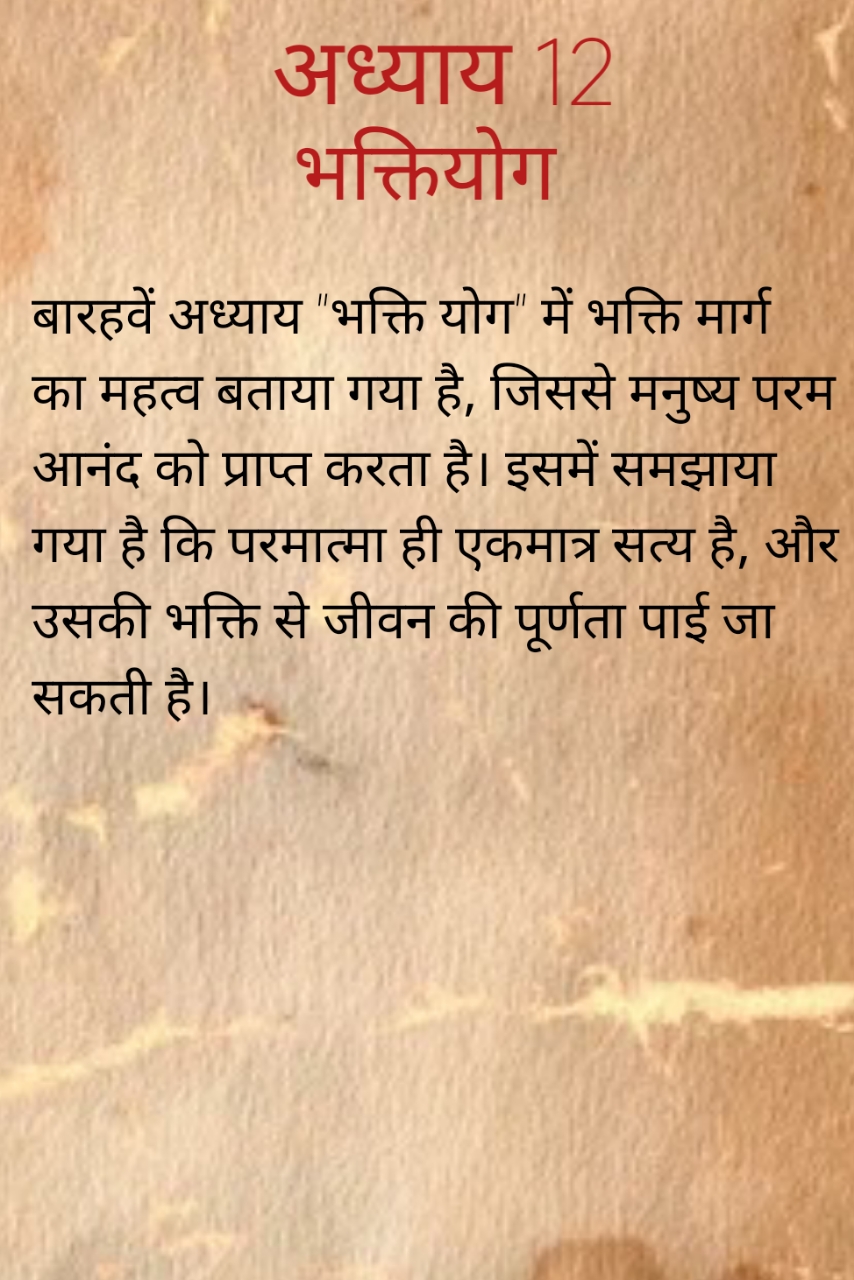 अध्याय 12
भक्तियोग
बारहवें अध्याय "भक्ति योग" में भक्ति मार्ग
का महत्व बताया गया है, जिससे मनुष्य परम
आनंद को प्राप्त करता है। इसमें समझाया
गया है कि परमात्मा ही एकमात्र सत्य है, और
उसकी भक्ति से जीवन की पूर्णता पाई जा
सकती है।